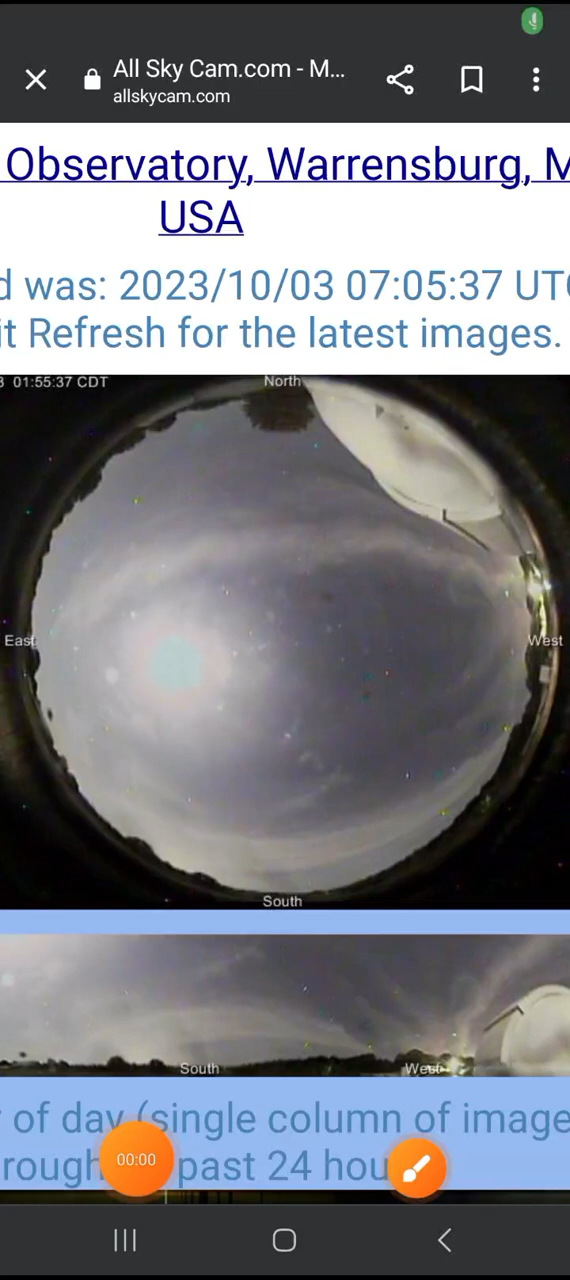 All Sky Cam.com - M...
allskycam.com
Observatory, Warrensburg, M
USA
d was: 2023/10/03 07:05:37 UT
it Refresh for the latest images.
3 01:55:37 CDT
North
East
West
South
South
West
of day (single column of image
rough past 24 hou
00:00